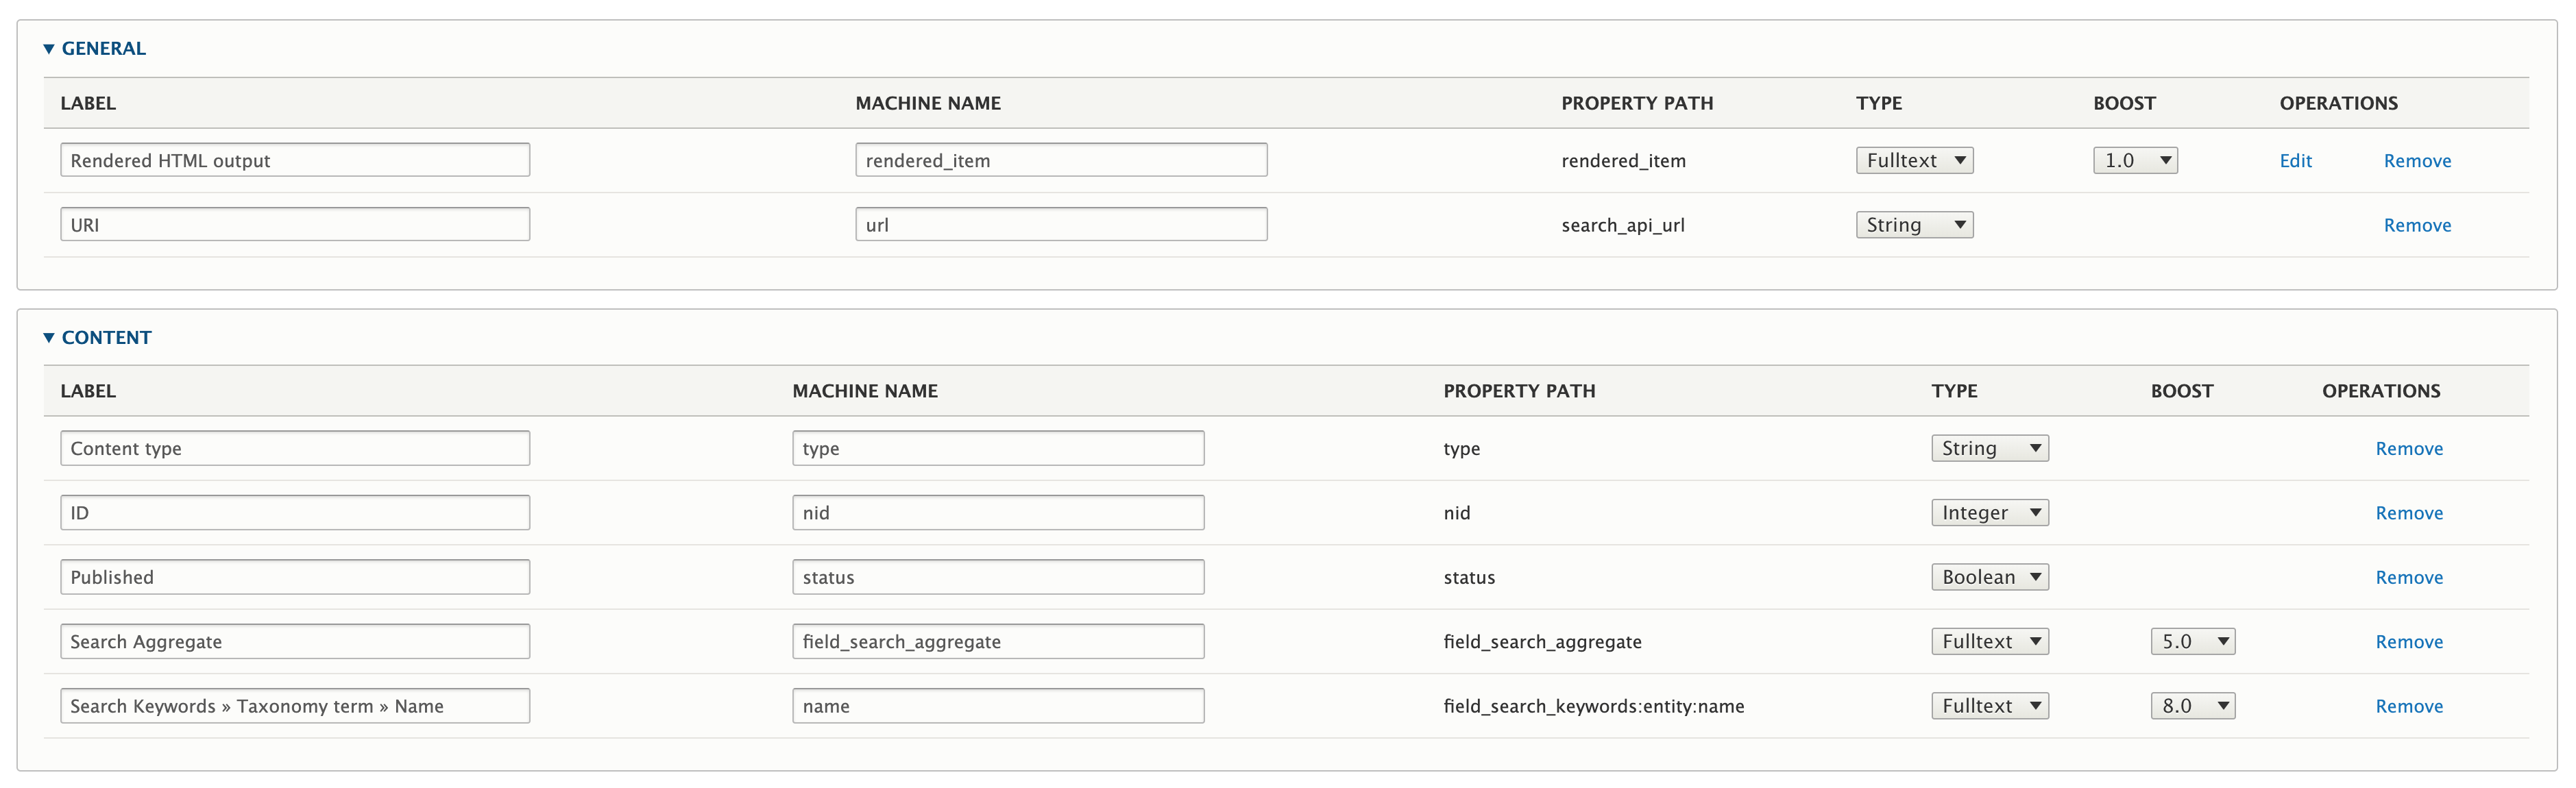 GENERAL
LABEL MACHINE NAME PROPERTY PATH TYPE BOOST OPERATIONS
Rendered HTML output rendered_item rendered_item Fulltext 1.0 Edit Remove
URI url search_api_url String Remove
CONTENT
LABEL MACHINE NAME PROPERTY PATH TYPE BOOST OPERATIONS
Content type type type String Remove
ID nid nid Integer Remove
Published status status Boolean Remove
Search Aggregate field_search_aggregate field_search_aggregate Fulltext 5.0 Remove
Search Keywords » Taxonomy term » Name name field_search_keywords:entity:name Fulltext 8.0 Remove